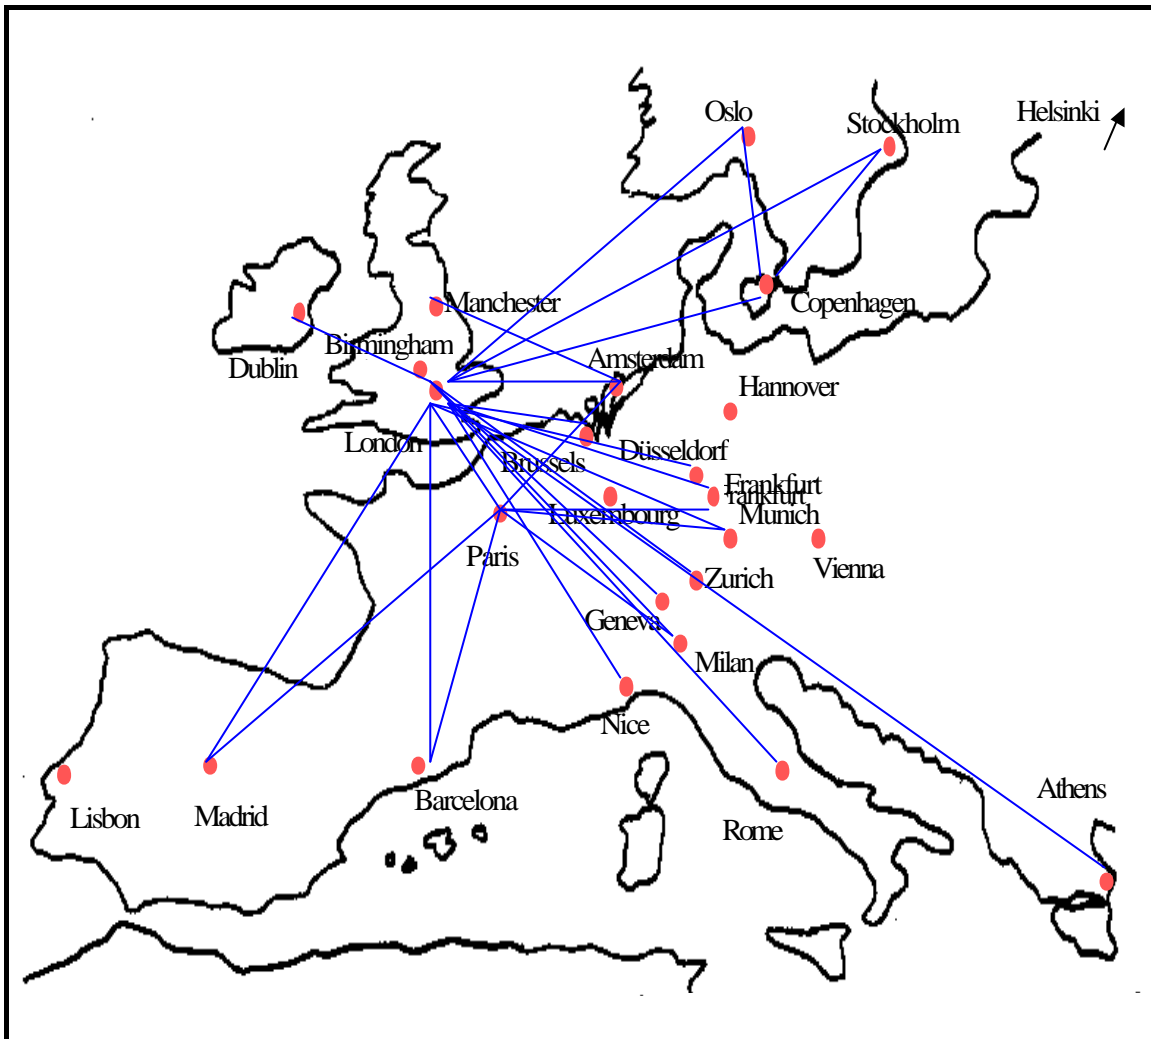 Oslo
Stockholm
Helsinki
Manchester
Copenhagen
Birmingham
Dublin
Amsterdam
Hannover
London
Brussels
Düsseldorf
Frankfurt
Frankfurt
Luxembourg
Munich
Paris
Vienna
Zurich
Geneva
Milan
Nice
Athens
Barcelona
Lisbon
Madrid
Rome